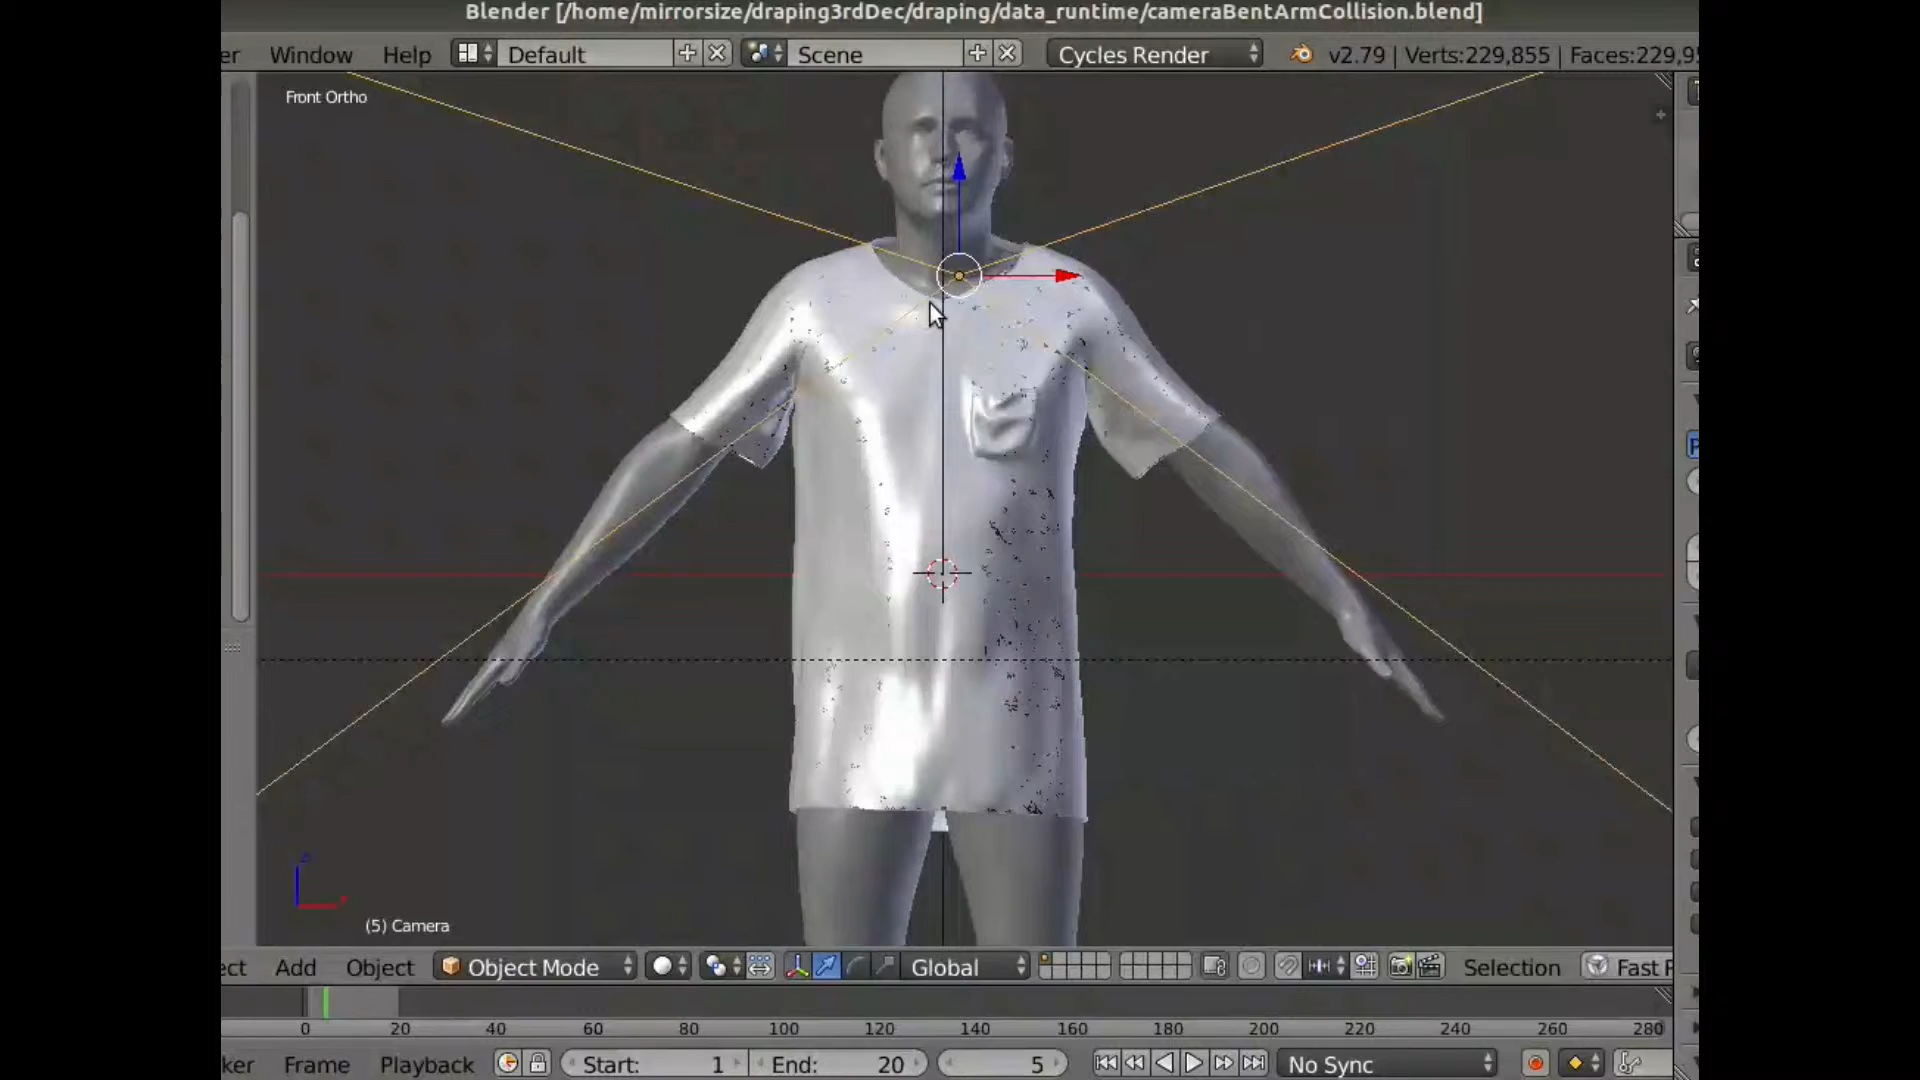 Blender [/home/mirrorsize/draping3rdDec/draping/data_runtime/cameraBentArmCollision.blend]
er Window Help Default Scene Cycles Render v2.79 | Verts:229,855 | Faces:229,9
Front Ortho
(5) Camera
ect Add Object Object Mode Global Selection Fast F
0 20 40 60 80 100 120 140 160 180 200 220 240 260 280
ker Frame Playback Start: 1 End: 20 5 No Sync